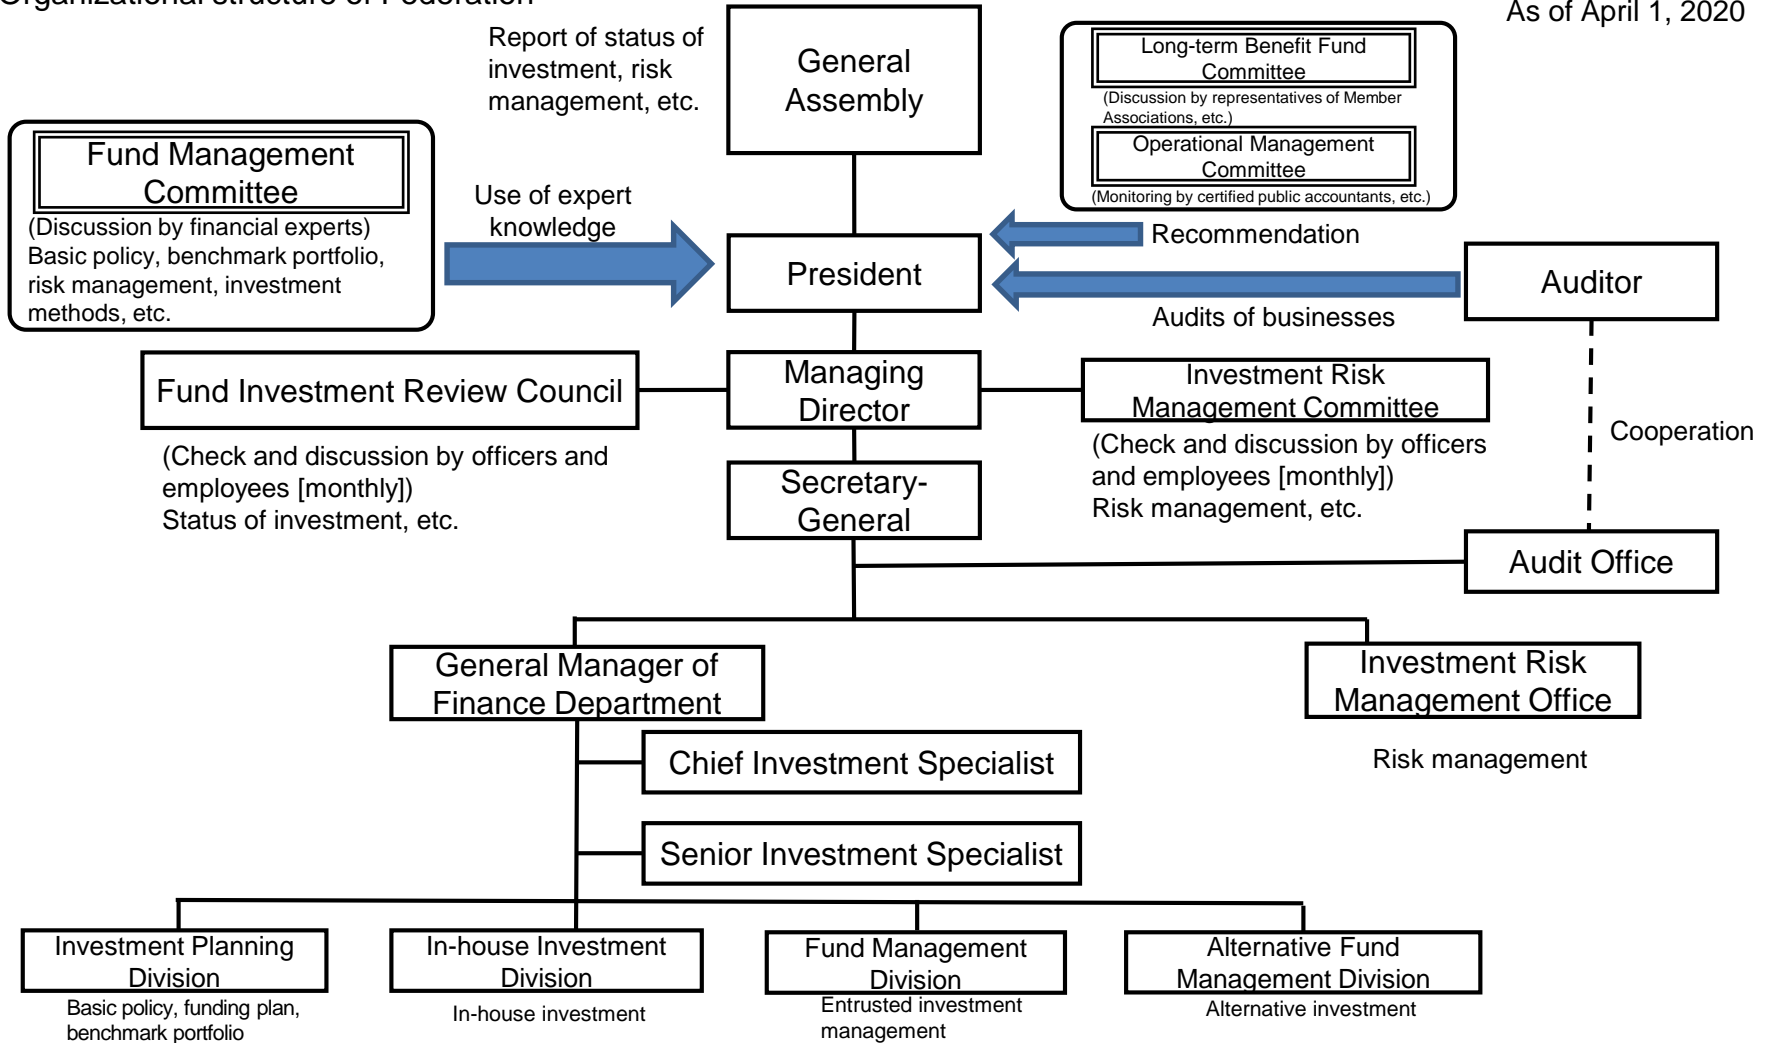 Organizational structure of Federation
As of April 1, 2020
Report of status of
investment, risk
management, etc.
General
Assembly
Long-term Benefit Fund
Committee
(Discussion by representatives of Member
Associations, etc.)
Operational Management
Committee
(Monitoring by certified public accountants, etc.)
Fund Management
Committee
(Discussion by financial experts)
Basic policy, benchmark portfolio,
risk management, investment
methods, etc.
Use of expert
knowledge
President
Recommendation
Audits of businesses
Auditor
Fund Investment Review Council
(Check and discussion by officers and
employees [monthly])
Status of investment, etc.
Managing
Director
Investment Risk
Management Committee
(Check and discussion by officers
and employees [monthly])
Risk management, etc.
Cooperation
Secretary-
General
Audit Office
General Manager of
Finance Department
Investment Risk
Management Office
Risk management
Chief Investment Specialist
Senior Investment Specialist
Investment Planning
Division
Basic policy, funding plan,
benchmark portfolio
In-house Investment
Division
In-house investment
Fund Management
Division
Entrusted investment
management
Alternative Fund
Management Division
Alternative investment